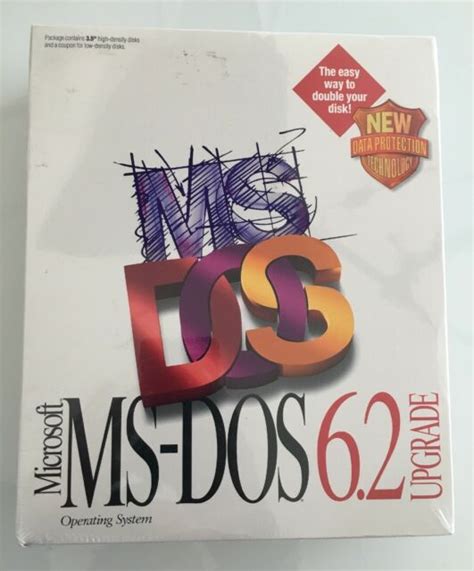 Package contains 3.5" high-density disks
and a coupon for low-density disks.
The easy
way to
double your
disk!
NEW
DATA PROTECTION
TECHNOLOGY
MS
DOS
Microsoft
MS-DOS 6.2
UPGRADE
Operating System